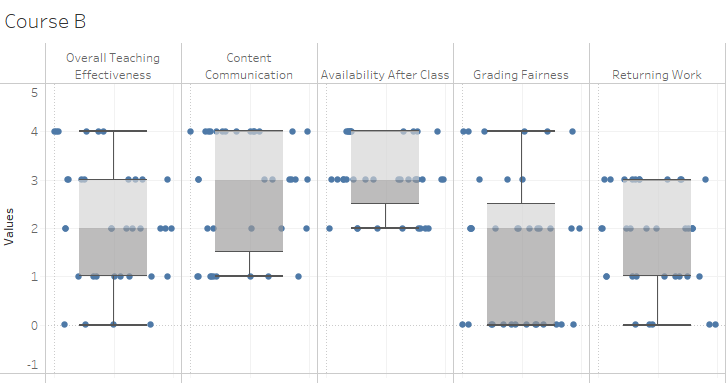 Course B
Overall Teaching
Effectiveness
Content
Communication
Availability After Class
Grading Fairness
Returning Work
5
4
3
2
1
0
-1
Values